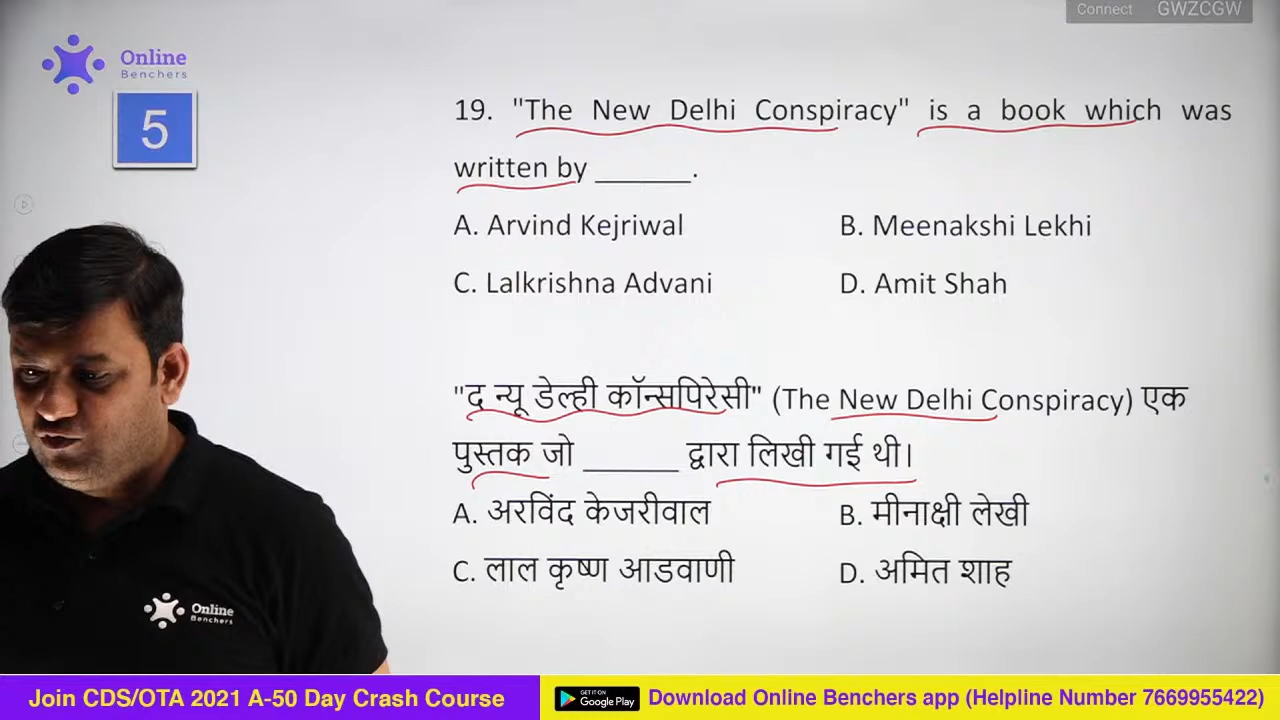 Connect GWZCGW
Online
Benchers
5
19. "The New Delhi Conspiracy" is a book which was
written by ______.
A. Arvind Kejriwal B. Meenakshi Lekhi
C. Lalkrishna Advani D. Amit Shah
"द न्यू डेल्ही कॉन्सपिरेसी" (The New Delhi Conspiracy) एक
पुस्तक जो ______ द्वारा लिखी गई थी।
A. अरविंद केजरीवाल B. मीनाक्षी लेखी
C. लाल कृष्ण आडवाणी D. अमित शाह
Online
Benchers
Join CDS/OTA 2021 A-50 Day Crash Course
GET IT ON
Google Play
Download Online Benchers app (Helpline Number 7669955422)